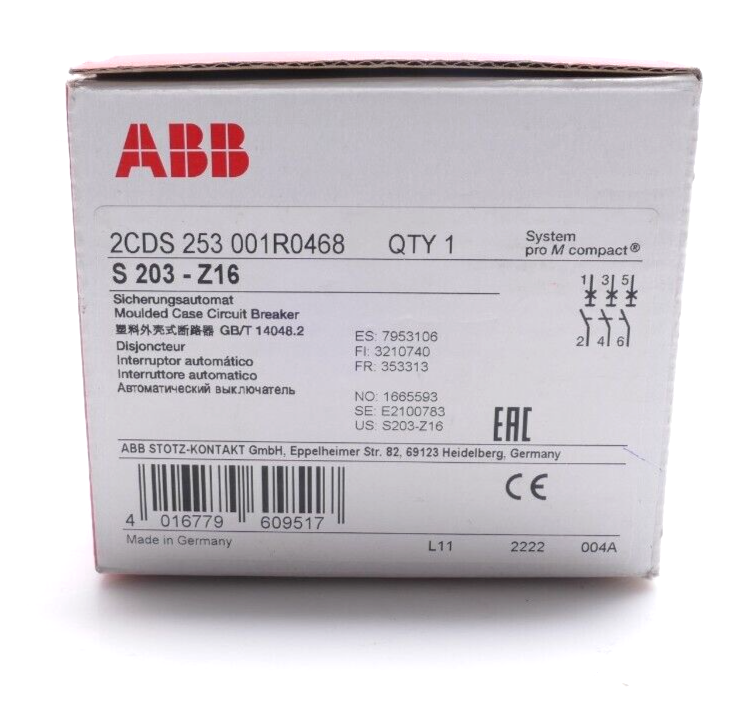 ABB
2CDS 253 001R0468 QTY 1 System
pro M compact®
S 203 - Z16
Sicherungsautomat
Moulded Case Circuit Breaker
塑料外壳式断路器 GB/T 14048.2
Disjoncteur
Interruptor automático
Interruttore automatico
Автоматический выключатель
ES: 7953106
FI: 3210740
FR: 353313
NO: 1665593
SE: E2100783
US: S203-Z16
1 3 5
2 4 6
EAC
ABB STOTZ-KONTAKT GmbH, Eppelheimer Str. 82, 69123 Heidelberg, Germany
CE
4 016779 609517
Made in Germany L11 2222 004A